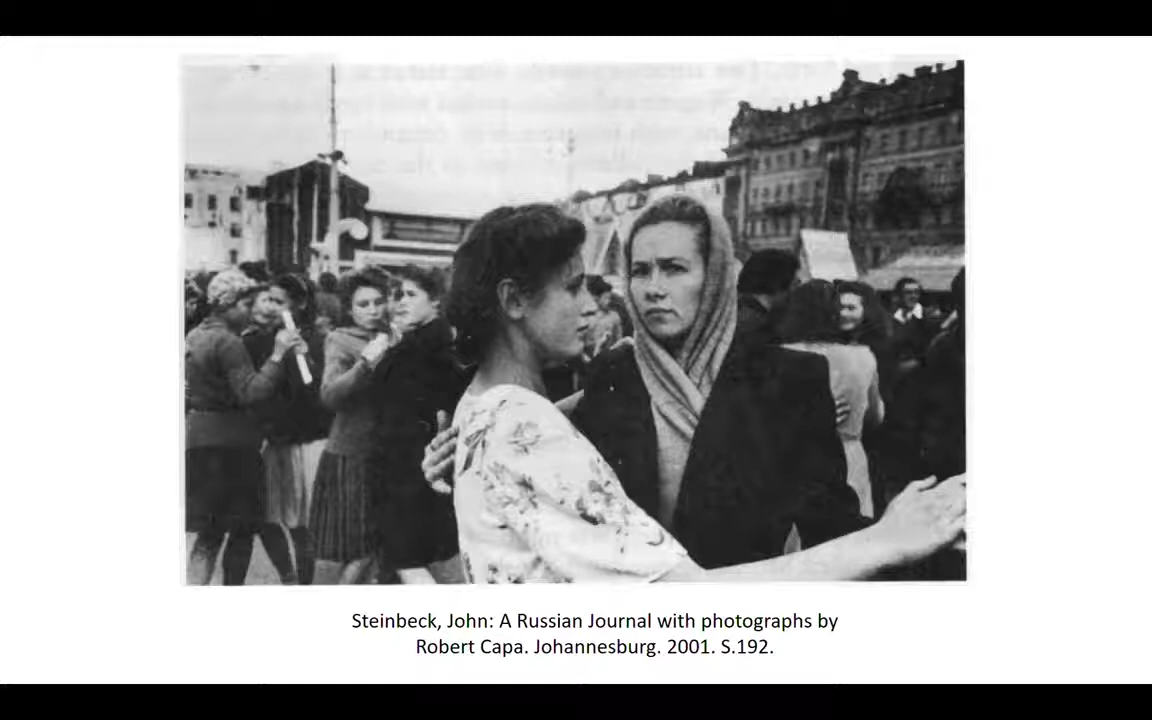 Steinbeck, John: A Russian Journal with photographs by
Robert Capa. Johannesburg. 2001. S.192.